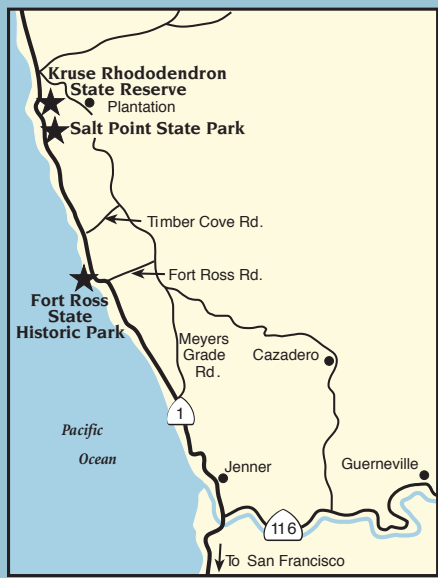 Kruse Rhododendron
State Reserve
Plantation
Salt Point State Park
Timber Cove Rd.
Fort Ross Rd.
Fort Ross
State
Historic Park
Meyers
Grade
Rd.
Cazadero
1
Pacific
Ocean
Jenner
Guerneville
116
To San Francisco